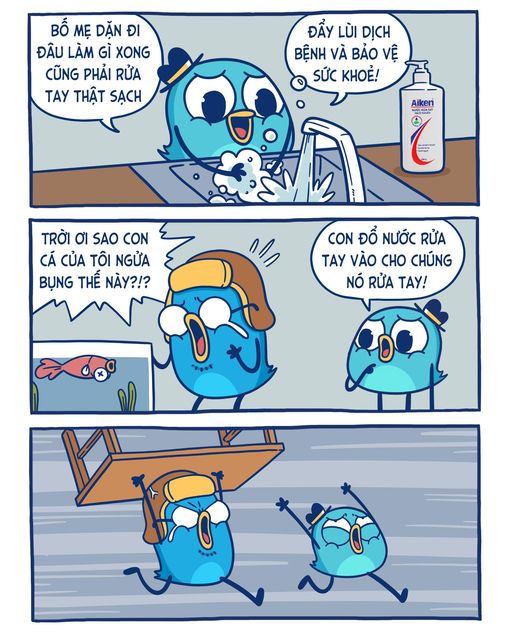 BỐ MẸ DẶN ĐI
ĐÂU LÀM GÌ XONG
CŨNG PHẢI RỬA
TAY THẬT SẠCH
ĐẨY LÙI DỊCH
BỆNH VÀ BẢO VỆ
SỨC KHOẺ!
Aiken
TRỜI ƠI SAO CON
CÁ CỦA TÔI NGỬA
BỤNG THẾ NÀY?!?
CON ĐỔ NƯỚC RỬA
TAY VÀO CHO CHÚNG
NÓ RỬA TAY!